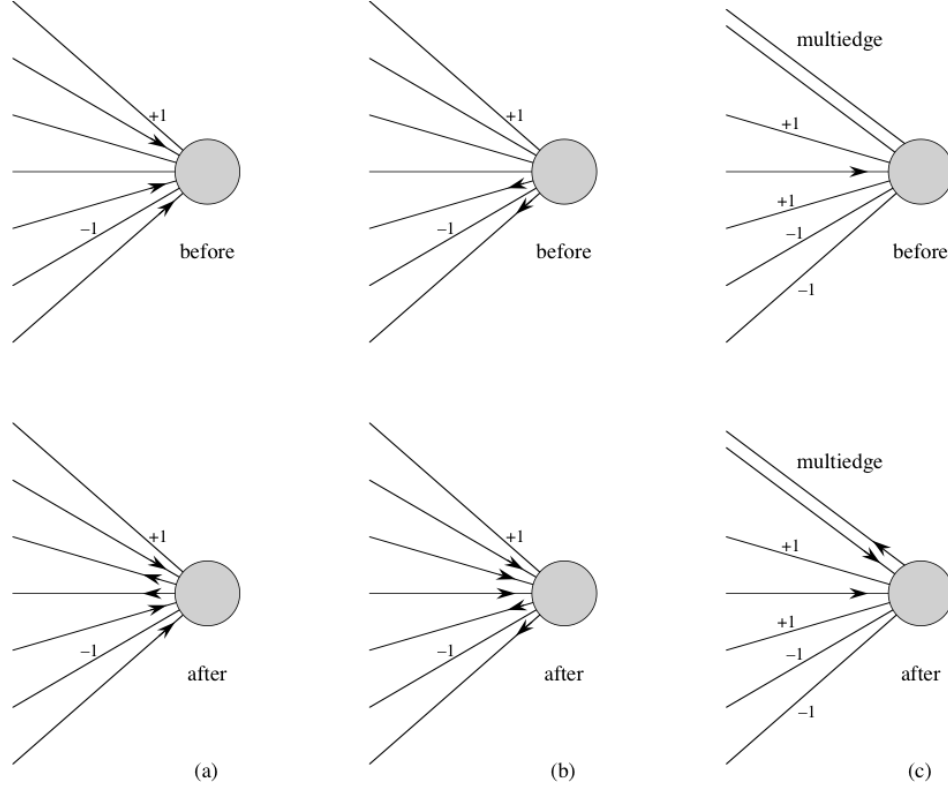 multiedge
+1
+1
+1
+1
–1
–1
–1
before
before
before
–1
multiedge
+1
+1
+1
+1
–1
–1
–1
after
after
after
–1
(a)
(b)
(c)